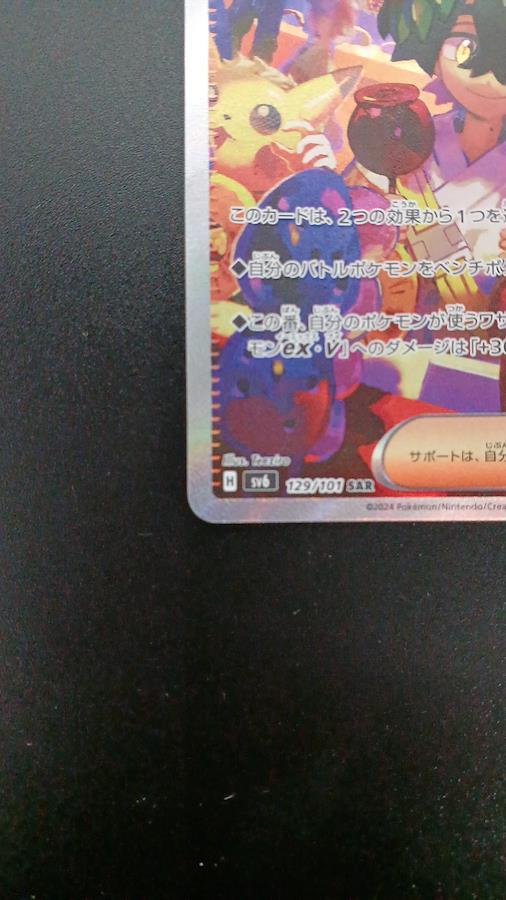 このカードは、2つの効果から1つを
◆自分のバトルポケモンをベンチポ
◆この番、自分のポケモンが使うワザ
モンex・V」へのダメージは「+30
サポートは、自分
Illus. Teeziro
H SV6 129/101 SAR
©2024 Pokémon/Nintendo/Crea